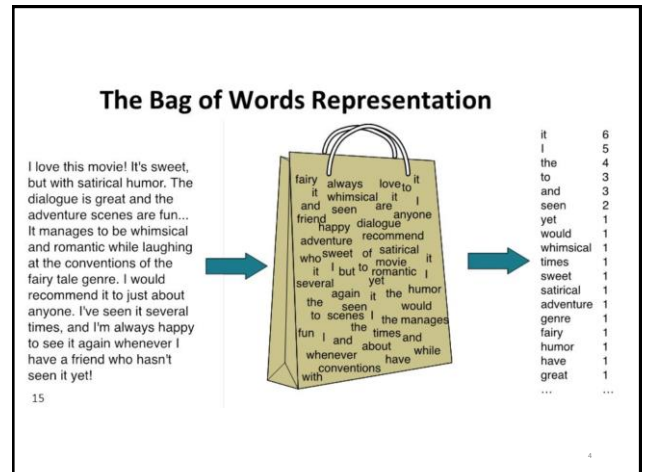 The Bag of Words Representation
I love this movie! It's sweet,
but with satirical humor. The
dialogue is great and the
adventure scenes are fun...
It manages to be whimsical
and romantic while laughing
at the conventions of the
fairy tale genre. I would
recommend it to just about
anyone. I've seen it several
times, and I'm always happy
to see it again whenever I
have a friend who hasn't
seen it yet!
15
fairy always love to it
it whimsical it I
and seen are anyone
friend happy dialogue
adventure recommend
who sweet of satirical
it I but to movie it
romantic I
several yet
again it the humor
the seen would
to scenes I the manages
fun I and the times and
about while
whenever have
conventions
with
it 6
I 5
the 4
to 3
and 3
seen 2
yet 1
would 1
whimsical 1
times 1
sweet 1
satirical 1
adventure 1
genre 1
fairy 1
humor 1
have 1
great 1
... ...
4